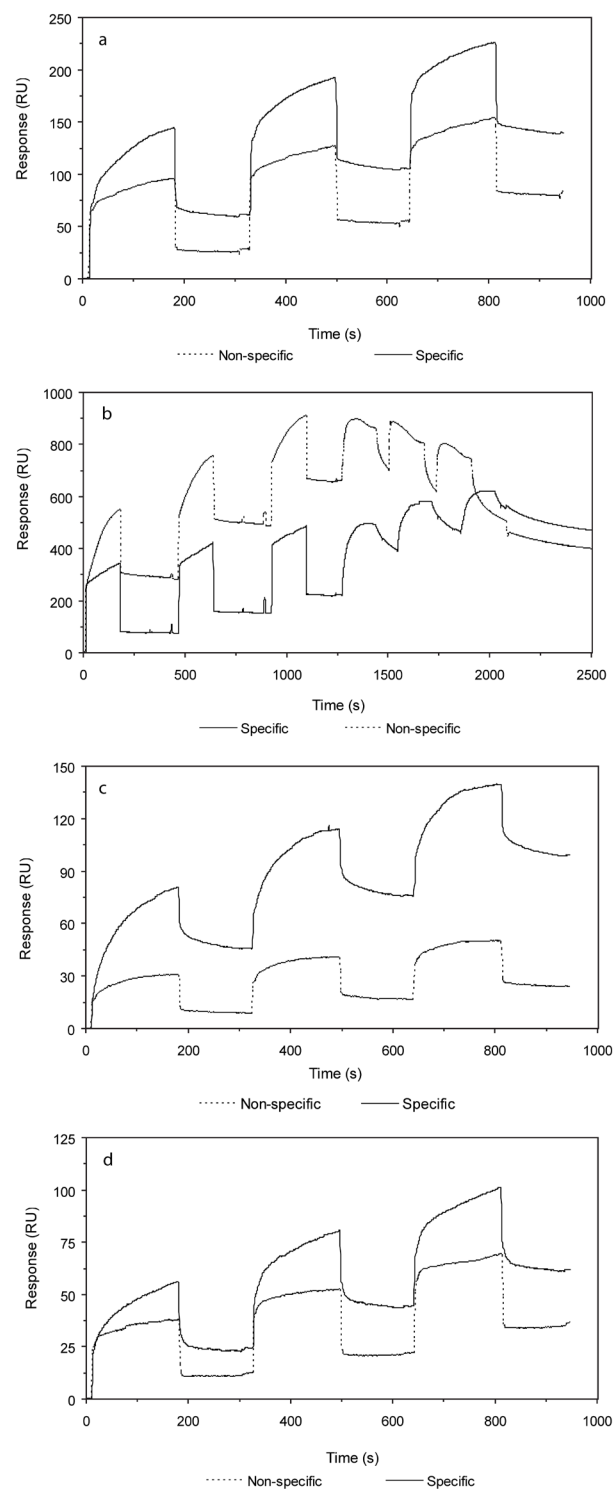 a
Response (RU)
250
200
150
100
50
0
0 200 400 600 800 1000
Time (s)
Non-specific Specific
b
Response (RU)
1000
800
600
400
200
0
0 500 1000 1500 2000 2500
Time (s)
Specific Non-specific
c
Response (RU)
150
120
90
60
30
0
0 200 400 600 800 1000
Time (s)
Non-specific Specific
d
Response (RU)
125
100
75
50
25
0
0 200 400 600 800 1000
Time (s)
Non-specific Specific